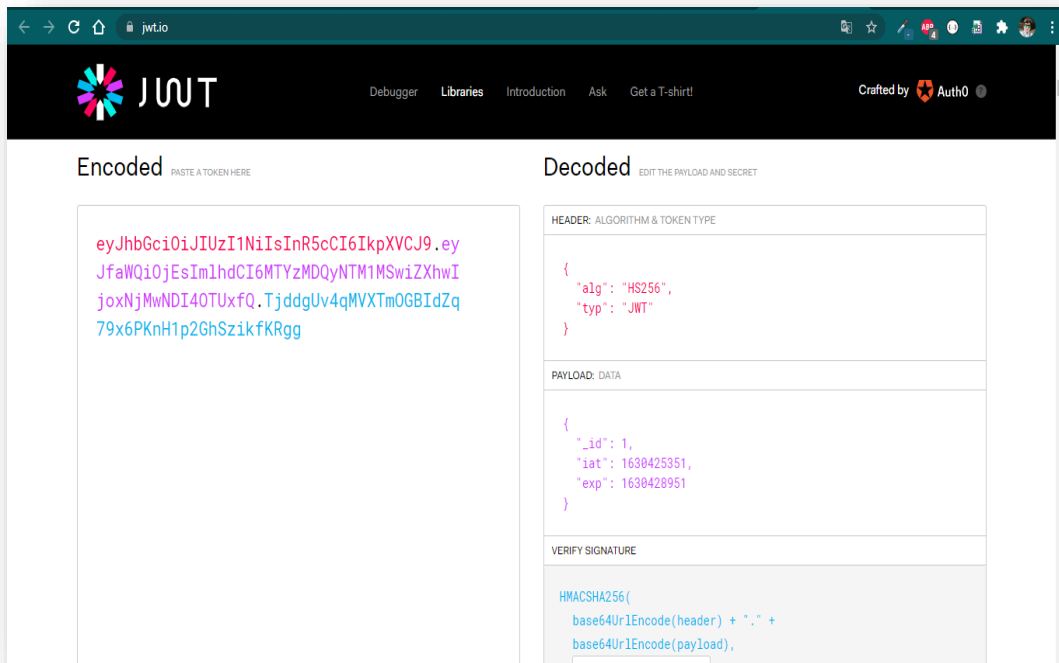 jwt.io
JWT
Debugger Libraries Introduction Ask Get a T-shirt!
Crafted by Auth0 ?
Encoded PASTE A TOKEN HERE
eyJhbGciOiJIUzI1NiIsInR5cCI6IkpXVCJ9.ey
JfaWQiOjEsImlhdCI6MTYzMDQyNTM1MSwiZXhwI
joxNjMwNDI4OTUxfQ.TjddgUv4qMVXTmOGBIdZq
79x6PKnH1p2GhSzikfKRgg
Decoded EDIT THE PAYLOAD AND SECRET
HEADER: ALGORITHM & TOKEN TYPE
{
"alg": "HS256",
"typ": "JWT"
}
PAYLOAD: DATA
{
"_id": 1,
"iat": 1630425351,
"exp": 1630428951
}
VERIFY SIGNATURE
HMACSHA256(
base64UrlEncode(header) + "." +
base64UrlEncode(payload),